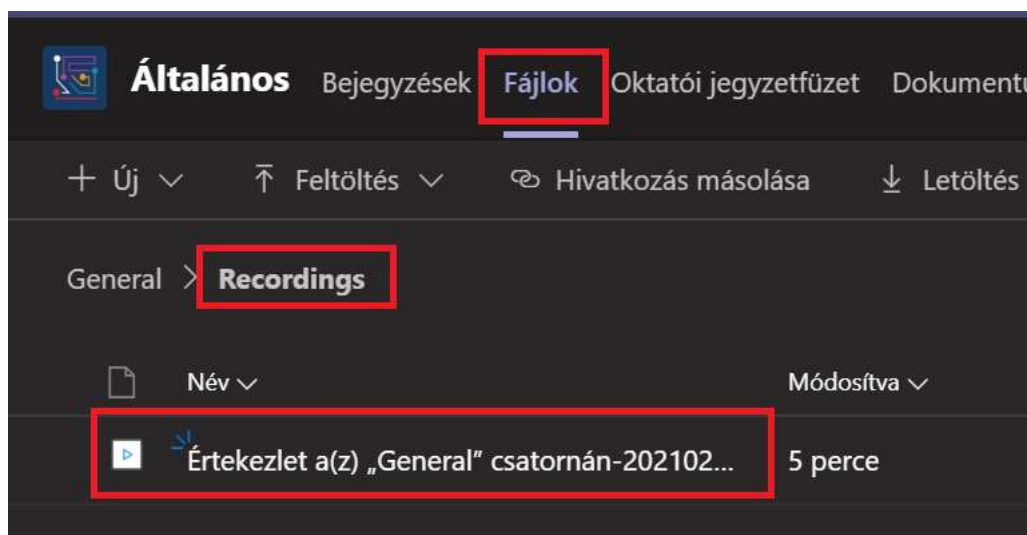 Általános Bejegyzések Fájlok Oktatói jegyzetfüzet
Új Feltöltés Hivatkozás másolása Letöltés
General > Recordings
Név Módosítva
Értekezlet a(z) „General” csatornán-202102... 5 perce